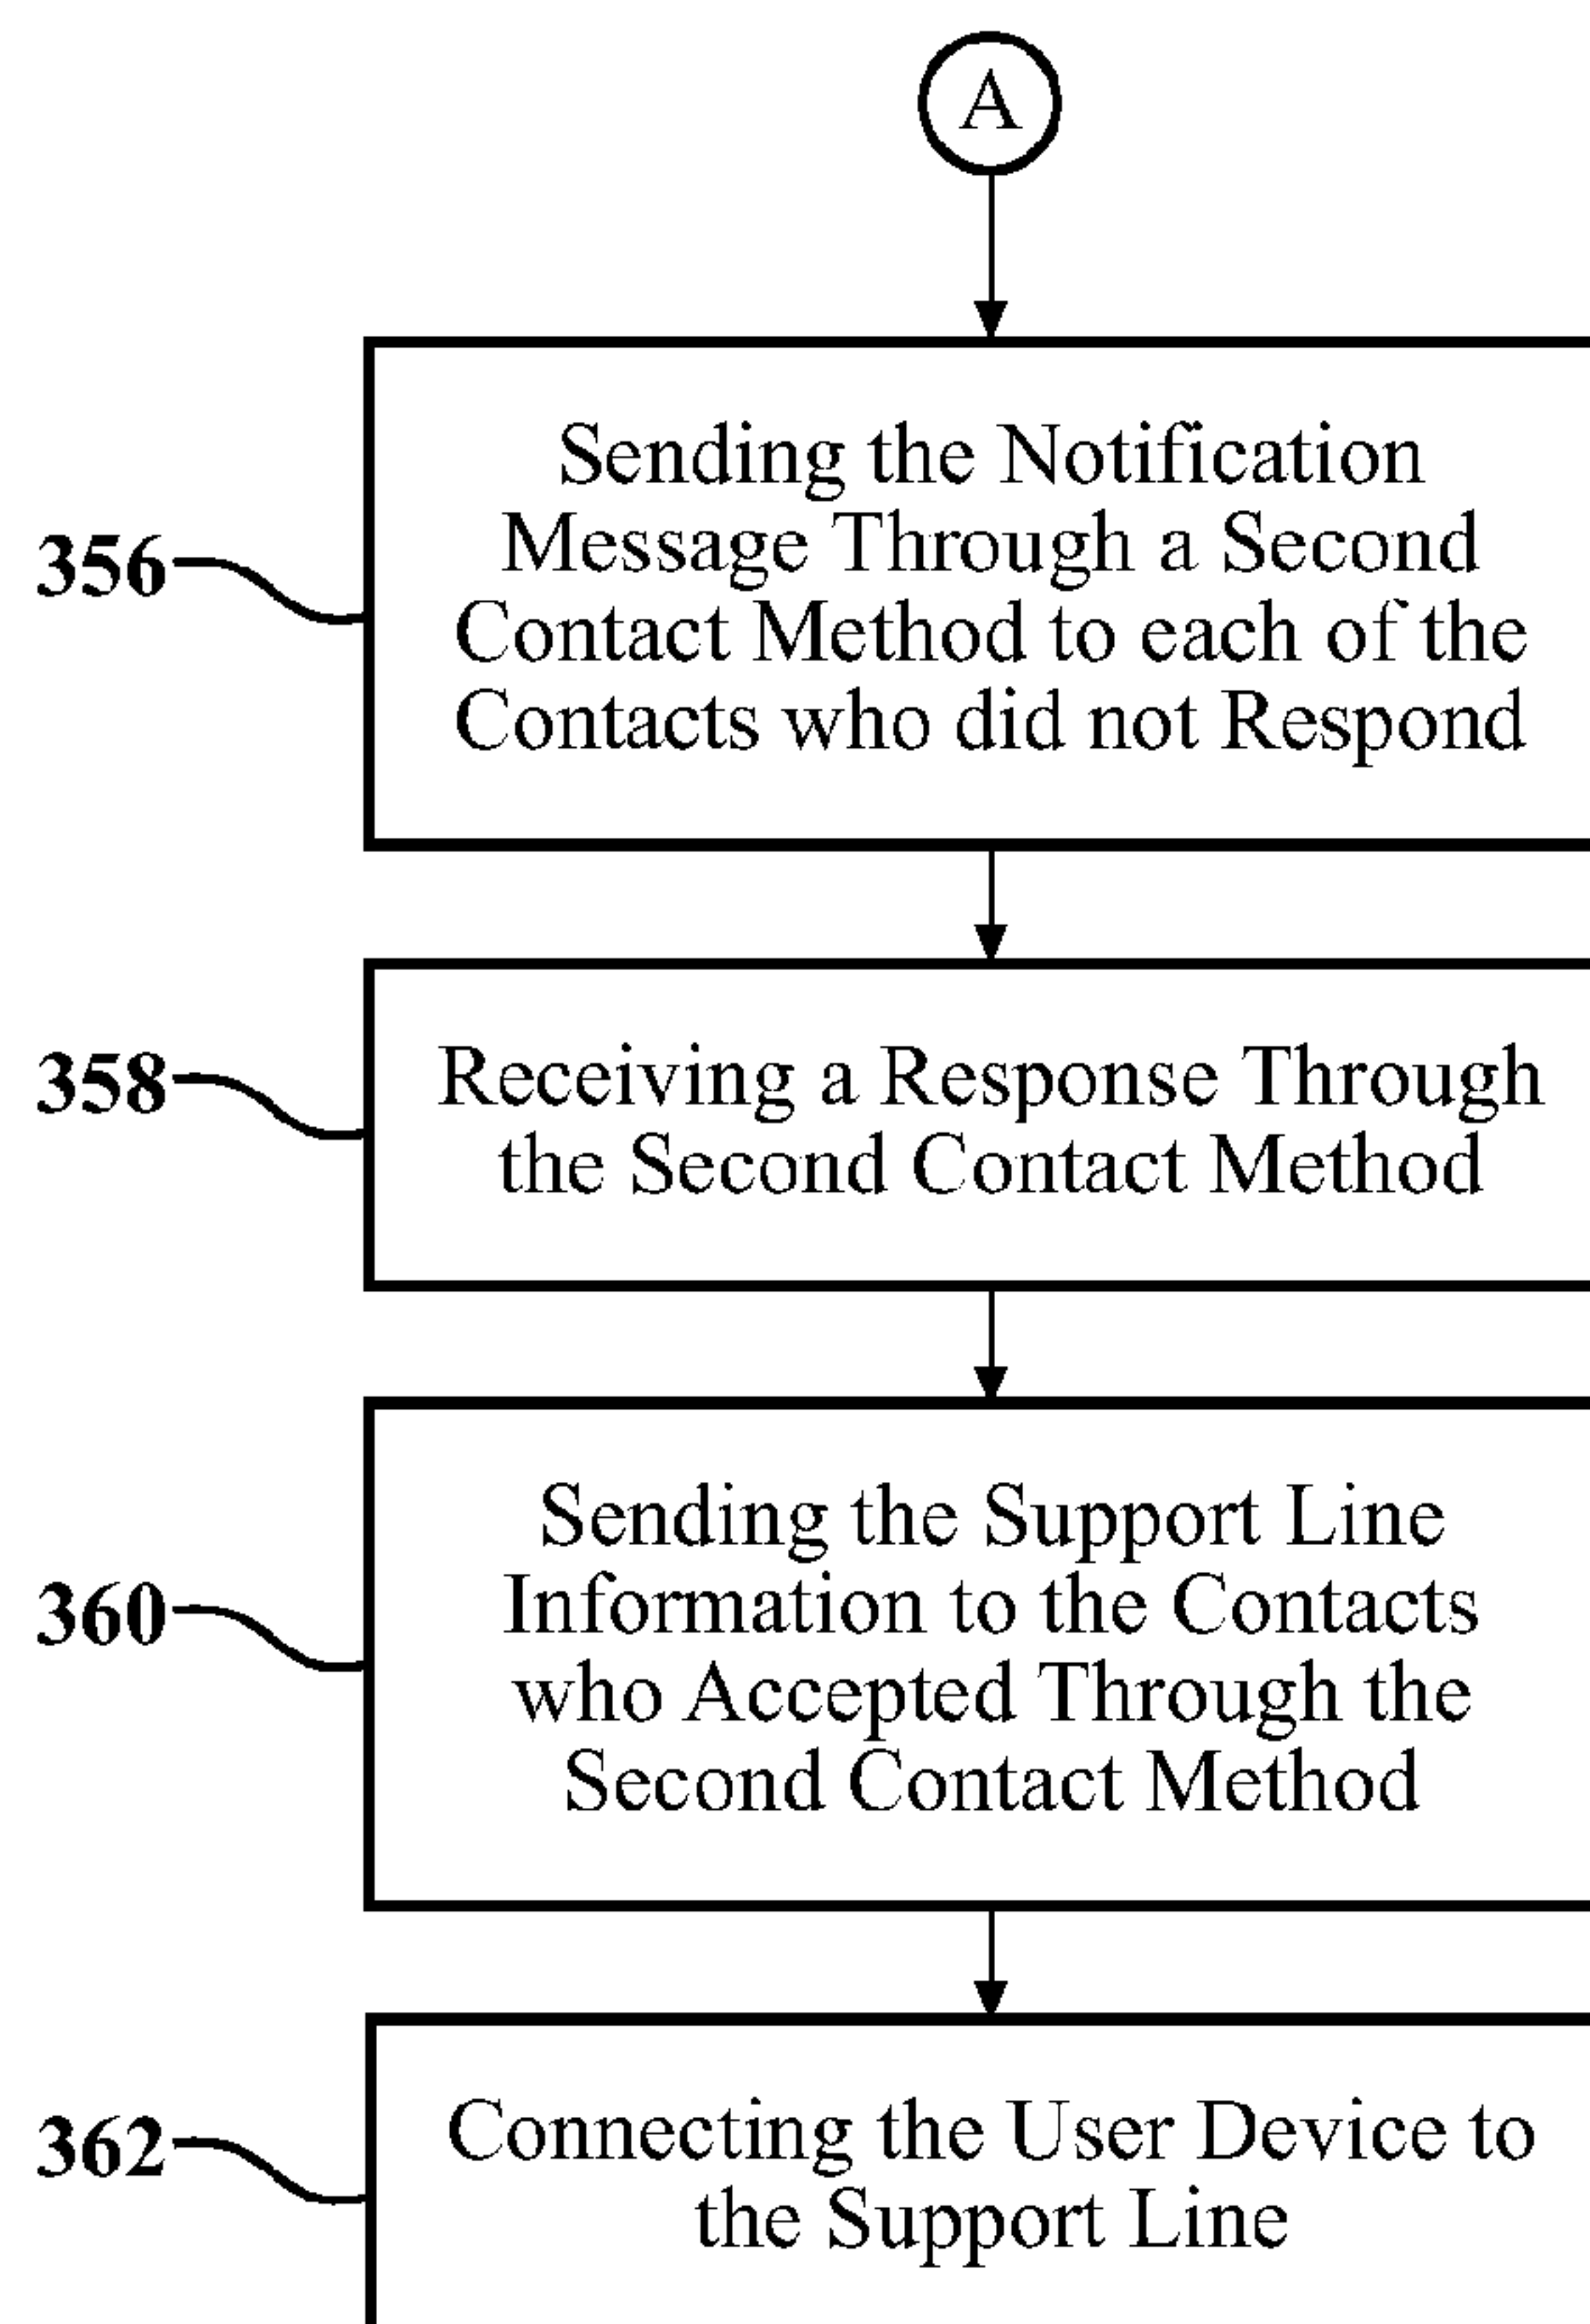 A
356
Sending the Notification
Message Through a Second
Contact Method to each of the
Contacts who did not Respond
358
Receiving a Response Through
the Second Contact Method
360
Sending the Support Line
Information to the Contacts
who Accepted Through the
Second Contact Method
362
Connecting the User Device to
the Support Line